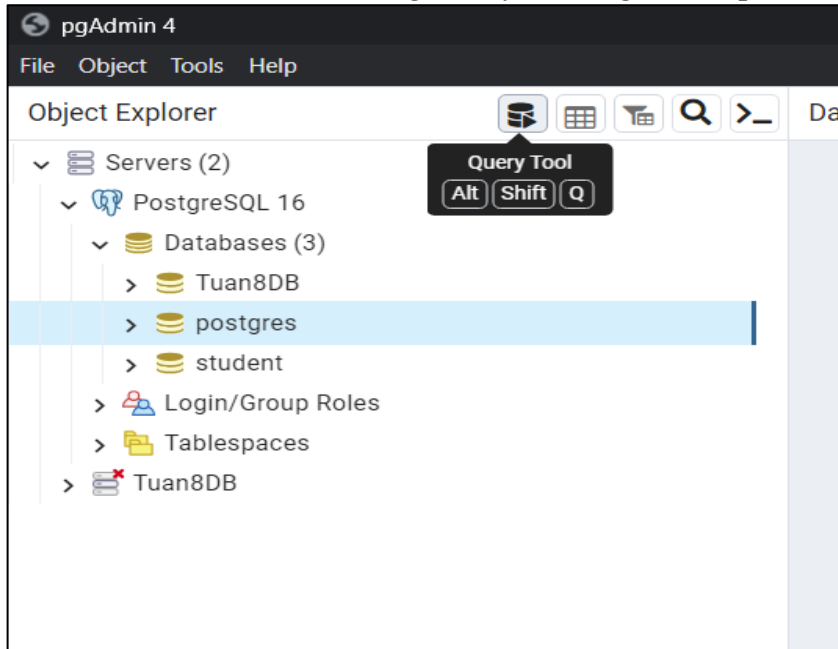 pgAdmin 4
File Object Tools Help
Object Explorer
Da
Query Tool
Alt Shift Q
Servers (2)
PostgreSQL 16
Databases (3)
Tuan8DB
postgres
student
Login/Group Roles
Tablespaces
Tuan8DB